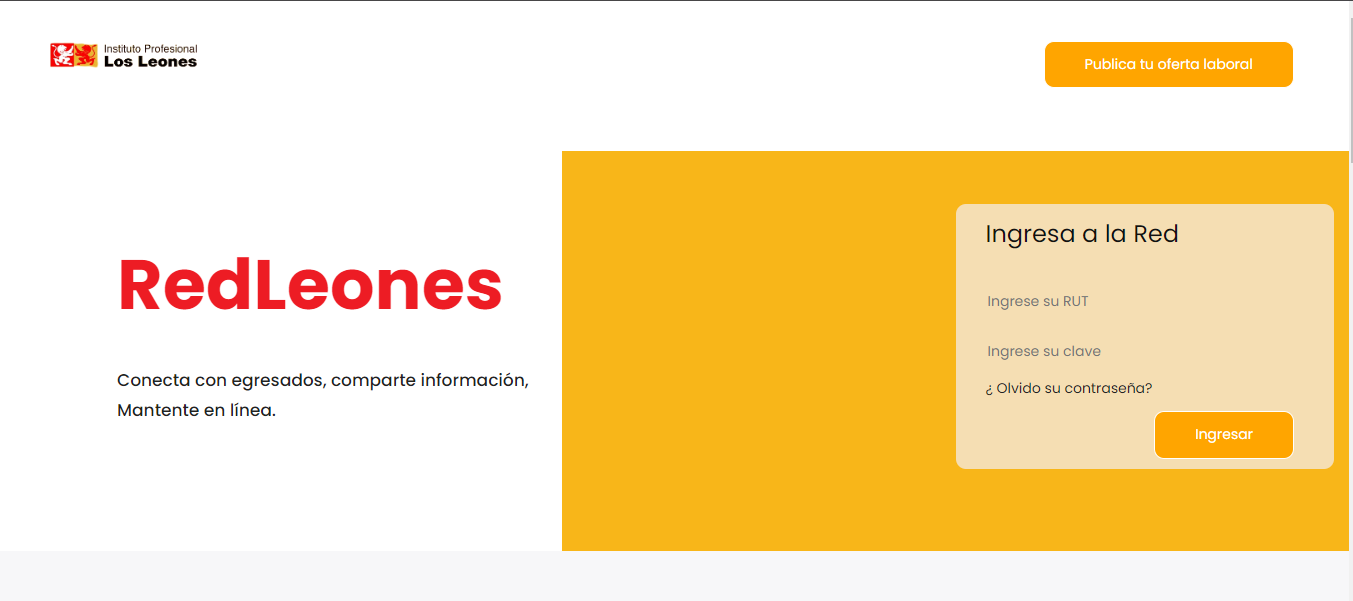 Instituto Profesional
Los Leones
Publica tu oferta laboral
RedLeones
Conecta con egresados, comparte información,
Mantente en línea.
Ingresa a la Red
Ingrese su RUT
Ingrese su clave
¿ Olvido su contraseña?
Ingresar